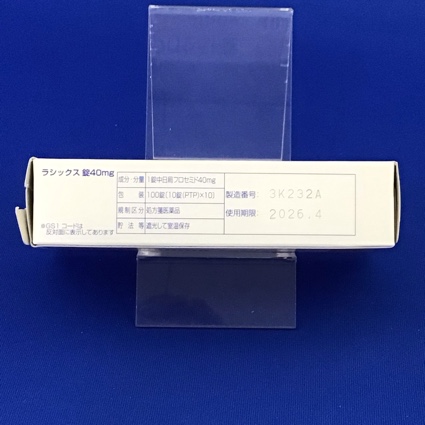 ラシックス錠40mg
成分・分量 1錠中日局フロセミド40mg
包 装 100錠(10錠(PTP)×10)
規制区分 処方箋医薬品
貯 法 等 遮光して室温保存
製造番号: 3K232A
使用期限: 2026.4
※GS1コードは
反対面に表示してあります